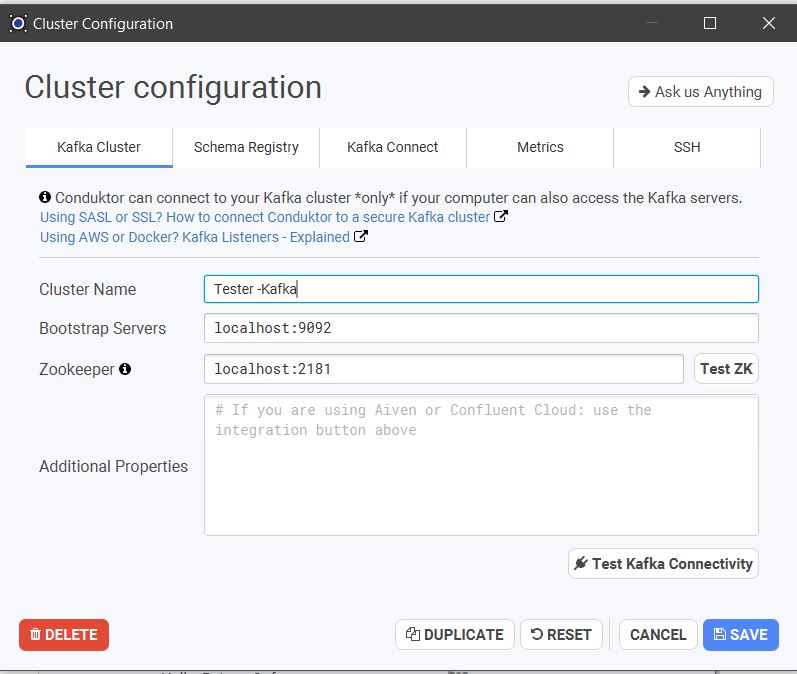 Cluster Configuration
Cluster configuration
Ask us Anything
Kafka Cluster Schema Registry Kafka Connect Metrics SSH
Conduktor can connect to your Kafka cluster *only* if your computer can also access the Kafka servers.
Using SASL or SSL? How to connect Conduktor to a secure Kafka cluster
Using AWS or Docker? Kafka Listeners - Explained
Cluster Name Tester -Kafka
Bootstrap Servers localhost:9092
Zookeeper localhost:2181 Test ZK
# If you are using Aiven or Confluent Cloud: use the
integration button above
Additional Properties
Test Kafka Connectivity
DELETE DUPLICATE RESET CANCEL SAVE